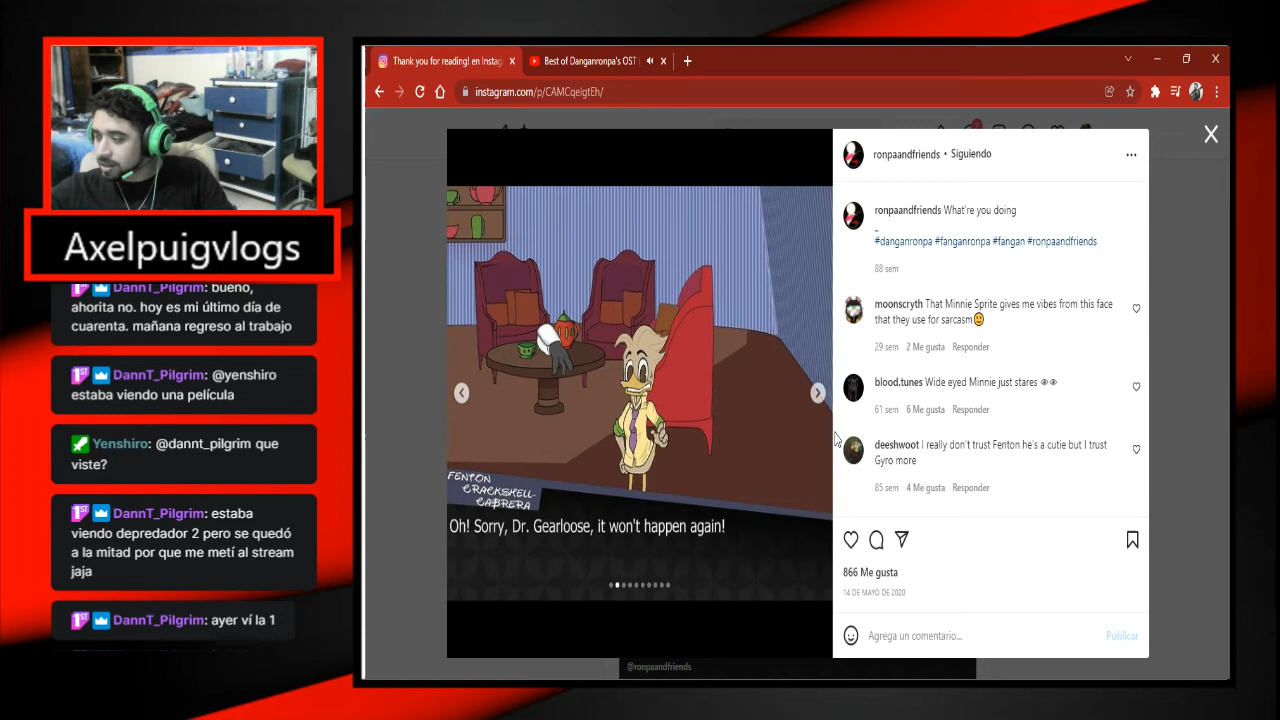 Axelpuigvlogs
DannT_Pilgrim: bueno,
ahorita no. hoy es mi último día de
cuarenta. mañana regreso al trabajo
DannT_Pilgrim: @yenshiro
estaba viendo una película
Yenshiro: @dannt_pilgrim que
viste?
DannT_Pilgrim: estaba
viendo depredador 2 pero se quedó
a la mitad por que me metí al stream
jaja
DannT_Pilgrim: ayer ví la 1
Thank you for reading! en Instag
Best of Danganronpa's OST
instagram.com/p/CAMCqelgtEh/
FENTON
CRACKSHELL-
CABRERA
Oh! Sorry, Dr. Gearloose, it won't happen again!
ronpaandfriends • Siguiendo
ronpaandfriends What're you doing
_
#danganronpa #fanganronpa #fangan #ronpaandfriends
88 sem
moonscryth That Minnie Sprite gives me vibes from this face
that they use for sarcasm
29 sem 2 Me gusta Responder
blood.tunes Wide eyed Minnie just stares
61 sem 6 Me gusta Responder
deeshwoot I really don't trust Fenton he's a cutie but I trust
Gyro more
85 sem 4 Me gusta Responder
866 Me gusta
14 DE MAYO DE 2020
Agrega un comentario...
Publicar
@ronpaandfriends